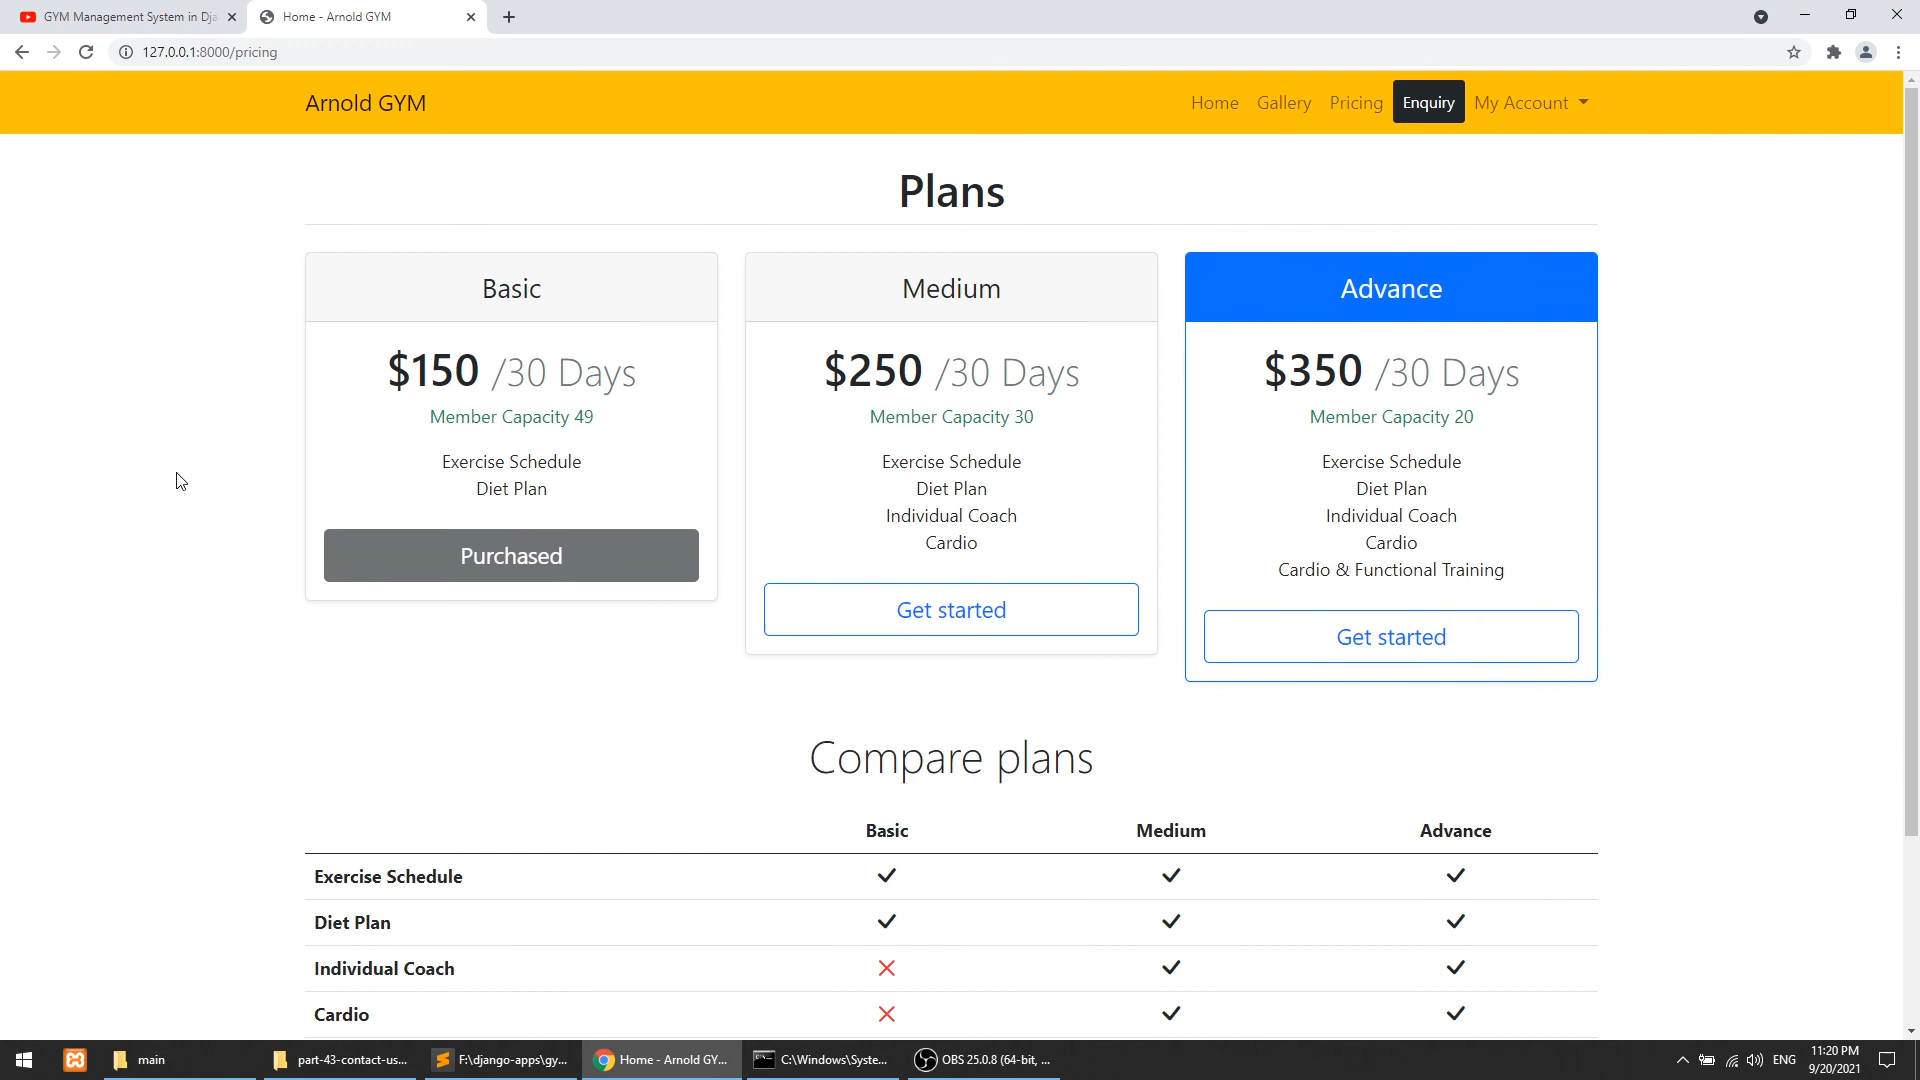 GYM Management System in Dja
Home - Arnold GYM
127.0.0.1:8000/pricing
Arnold GYM
Home Gallery Pricing Enquiry My Account
Plans
Basic
$150 /30 Days
Member Capacity 49
Exercise Schedule
Diet Plan
Purchased
Medium
$250 /30 Days
Member Capacity 30
Exercise Schedule
Diet Plan
Individual Coach
Cardio
Get started
Advance
$350 /30 Days
Member Capacity 20
Exercise Schedule
Diet Plan
Individual Coach
Cardio
Cardio & Functional Training
Get started
Compare plans
Basic Medium Advance
Exercise Schedule
Diet Plan
Individual Coach
Cardio
main
part-43-contact-us...
F:\django-apps\gy...
Home - Arnold GY...
C:\Windows\Syste...
OBS 25.0.8 (64-bit, ...
ENG
11:20 PM
9/20/2021